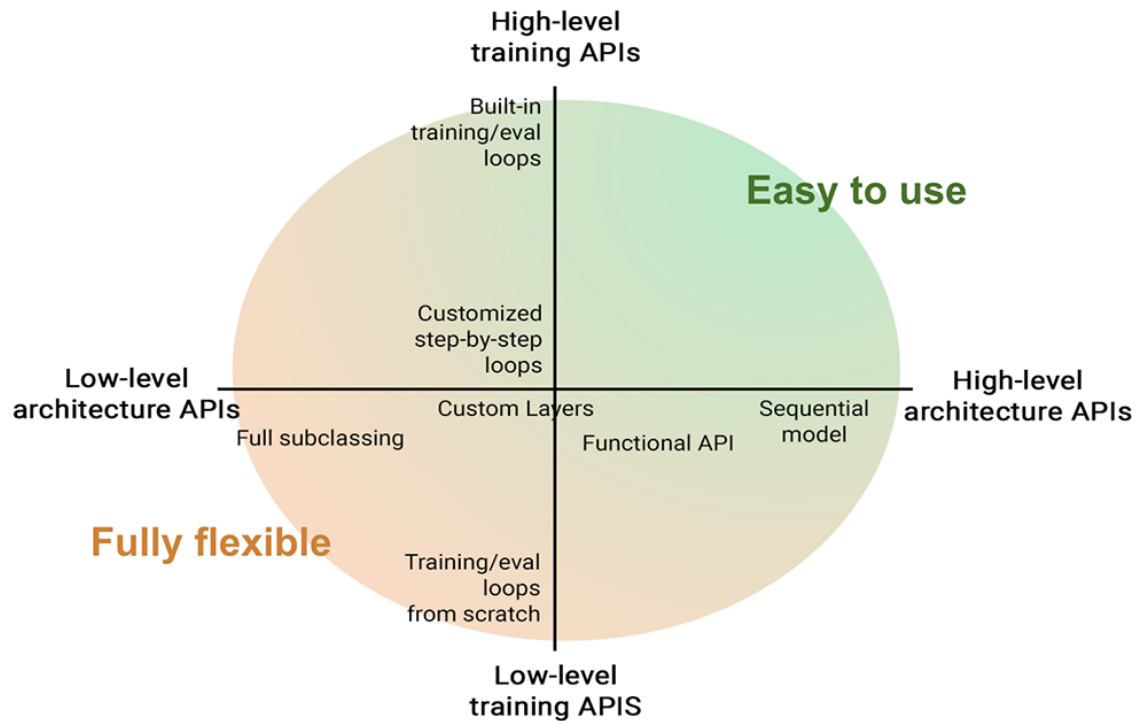 High-level
training APIs
Built-in
training/eval
loops
Easy to use
Customized
step-by-step
loops
Low-level
architecture APIs
High-level
architecture APIs
Custom Layers
Sequential
model
Full subclassing
Functional API
Fully flexible
Training/eval
loops
from scratch
Low-level
training APIS